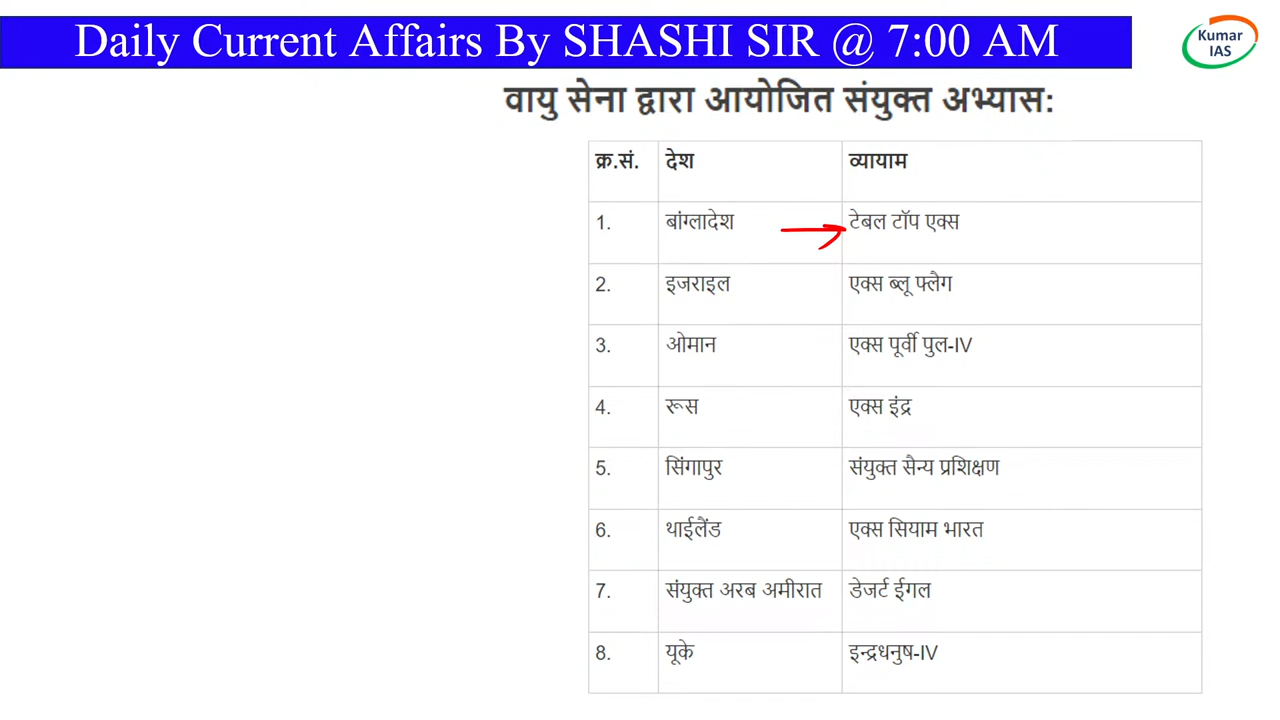 Daily Current Affairs By SHASHI SIR @ 7:00 AM
Kumar
IAS
वायु सेना द्वारा आयोजित संयुक्त अभ्यास:
क्र.सं. देश व्यायाम
1. बांग्लादेश टेबल टॉप एक्स
2. इजराइल एक्स ब्लू फ्लैग
3. ओमान एक्स पूर्वी पुल-IV
4. रूस एक्स इंद्र
5. सिंगापुर संयुक्त सैन्य प्रशिक्षण
6. थाईलैंड एक्स सियाम भारत
7. संयुक्त अरब अमीरात डेजर्ट ईगल
8. यूके इन्द्रधनुष-IV